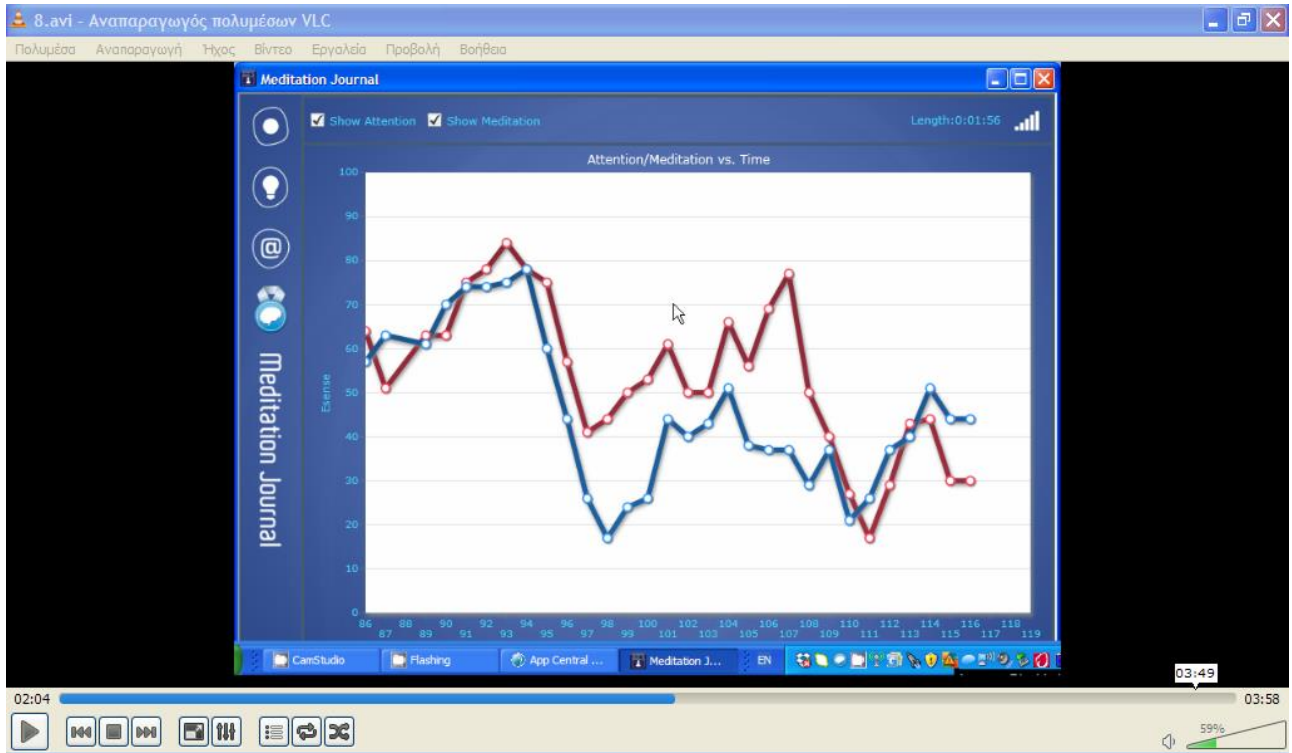 8.avi - Αναπαραγωγός πολυμέσων VLC
Πολυμέσα Αναπαραγωγή Ήχος Βίντεο Εργαλεία Προβολή Βοήθεια
Meditation Journal
Show Attention Show Meditation Length:0:01:56
Attention/Meditation vs. Time
100
90
80
70
60
50
40
30
20
10
0
Esense
Meditation Journal
86 88 90 92 94 96 98 100 102 104 106 108 110 112 114 116 118
87 89 91 93 95 97 99 101 103 105 107 109 111 113 115 117 119
CamStudio Flashing App Central ... Meditation J... EN
03:49
02:04 03:58
59%